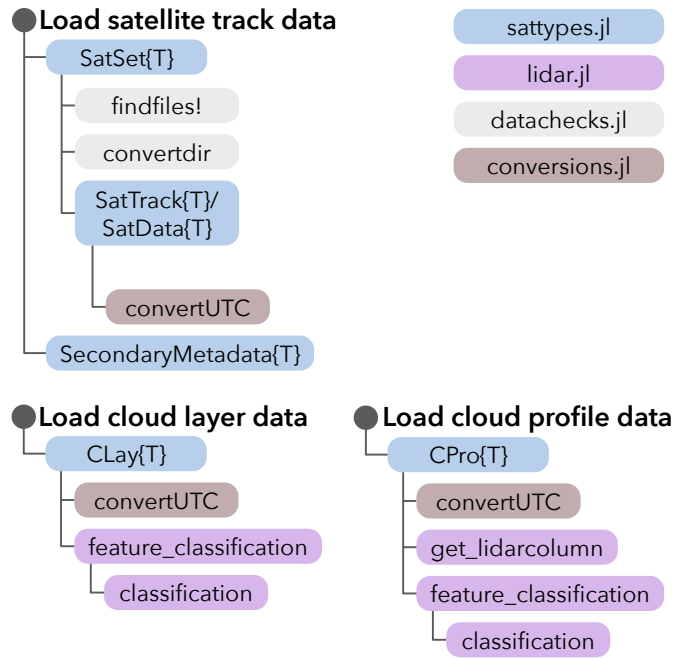 Load satellite track data
SatSet{T}
findfiles!
convertdir
SatTrack{T}/
SatData{T}
convertUTC
SecondaryMetadata{T}
sattypes.jl
lidar.jl
datachecks.jl
conversions.jl
Load cloud layer data
CLay{T}
convertUTC
feature_classification
classification
Load cloud profile data
CPro{T}
convertUTC
get_lidarcolumn
feature_classification
classification